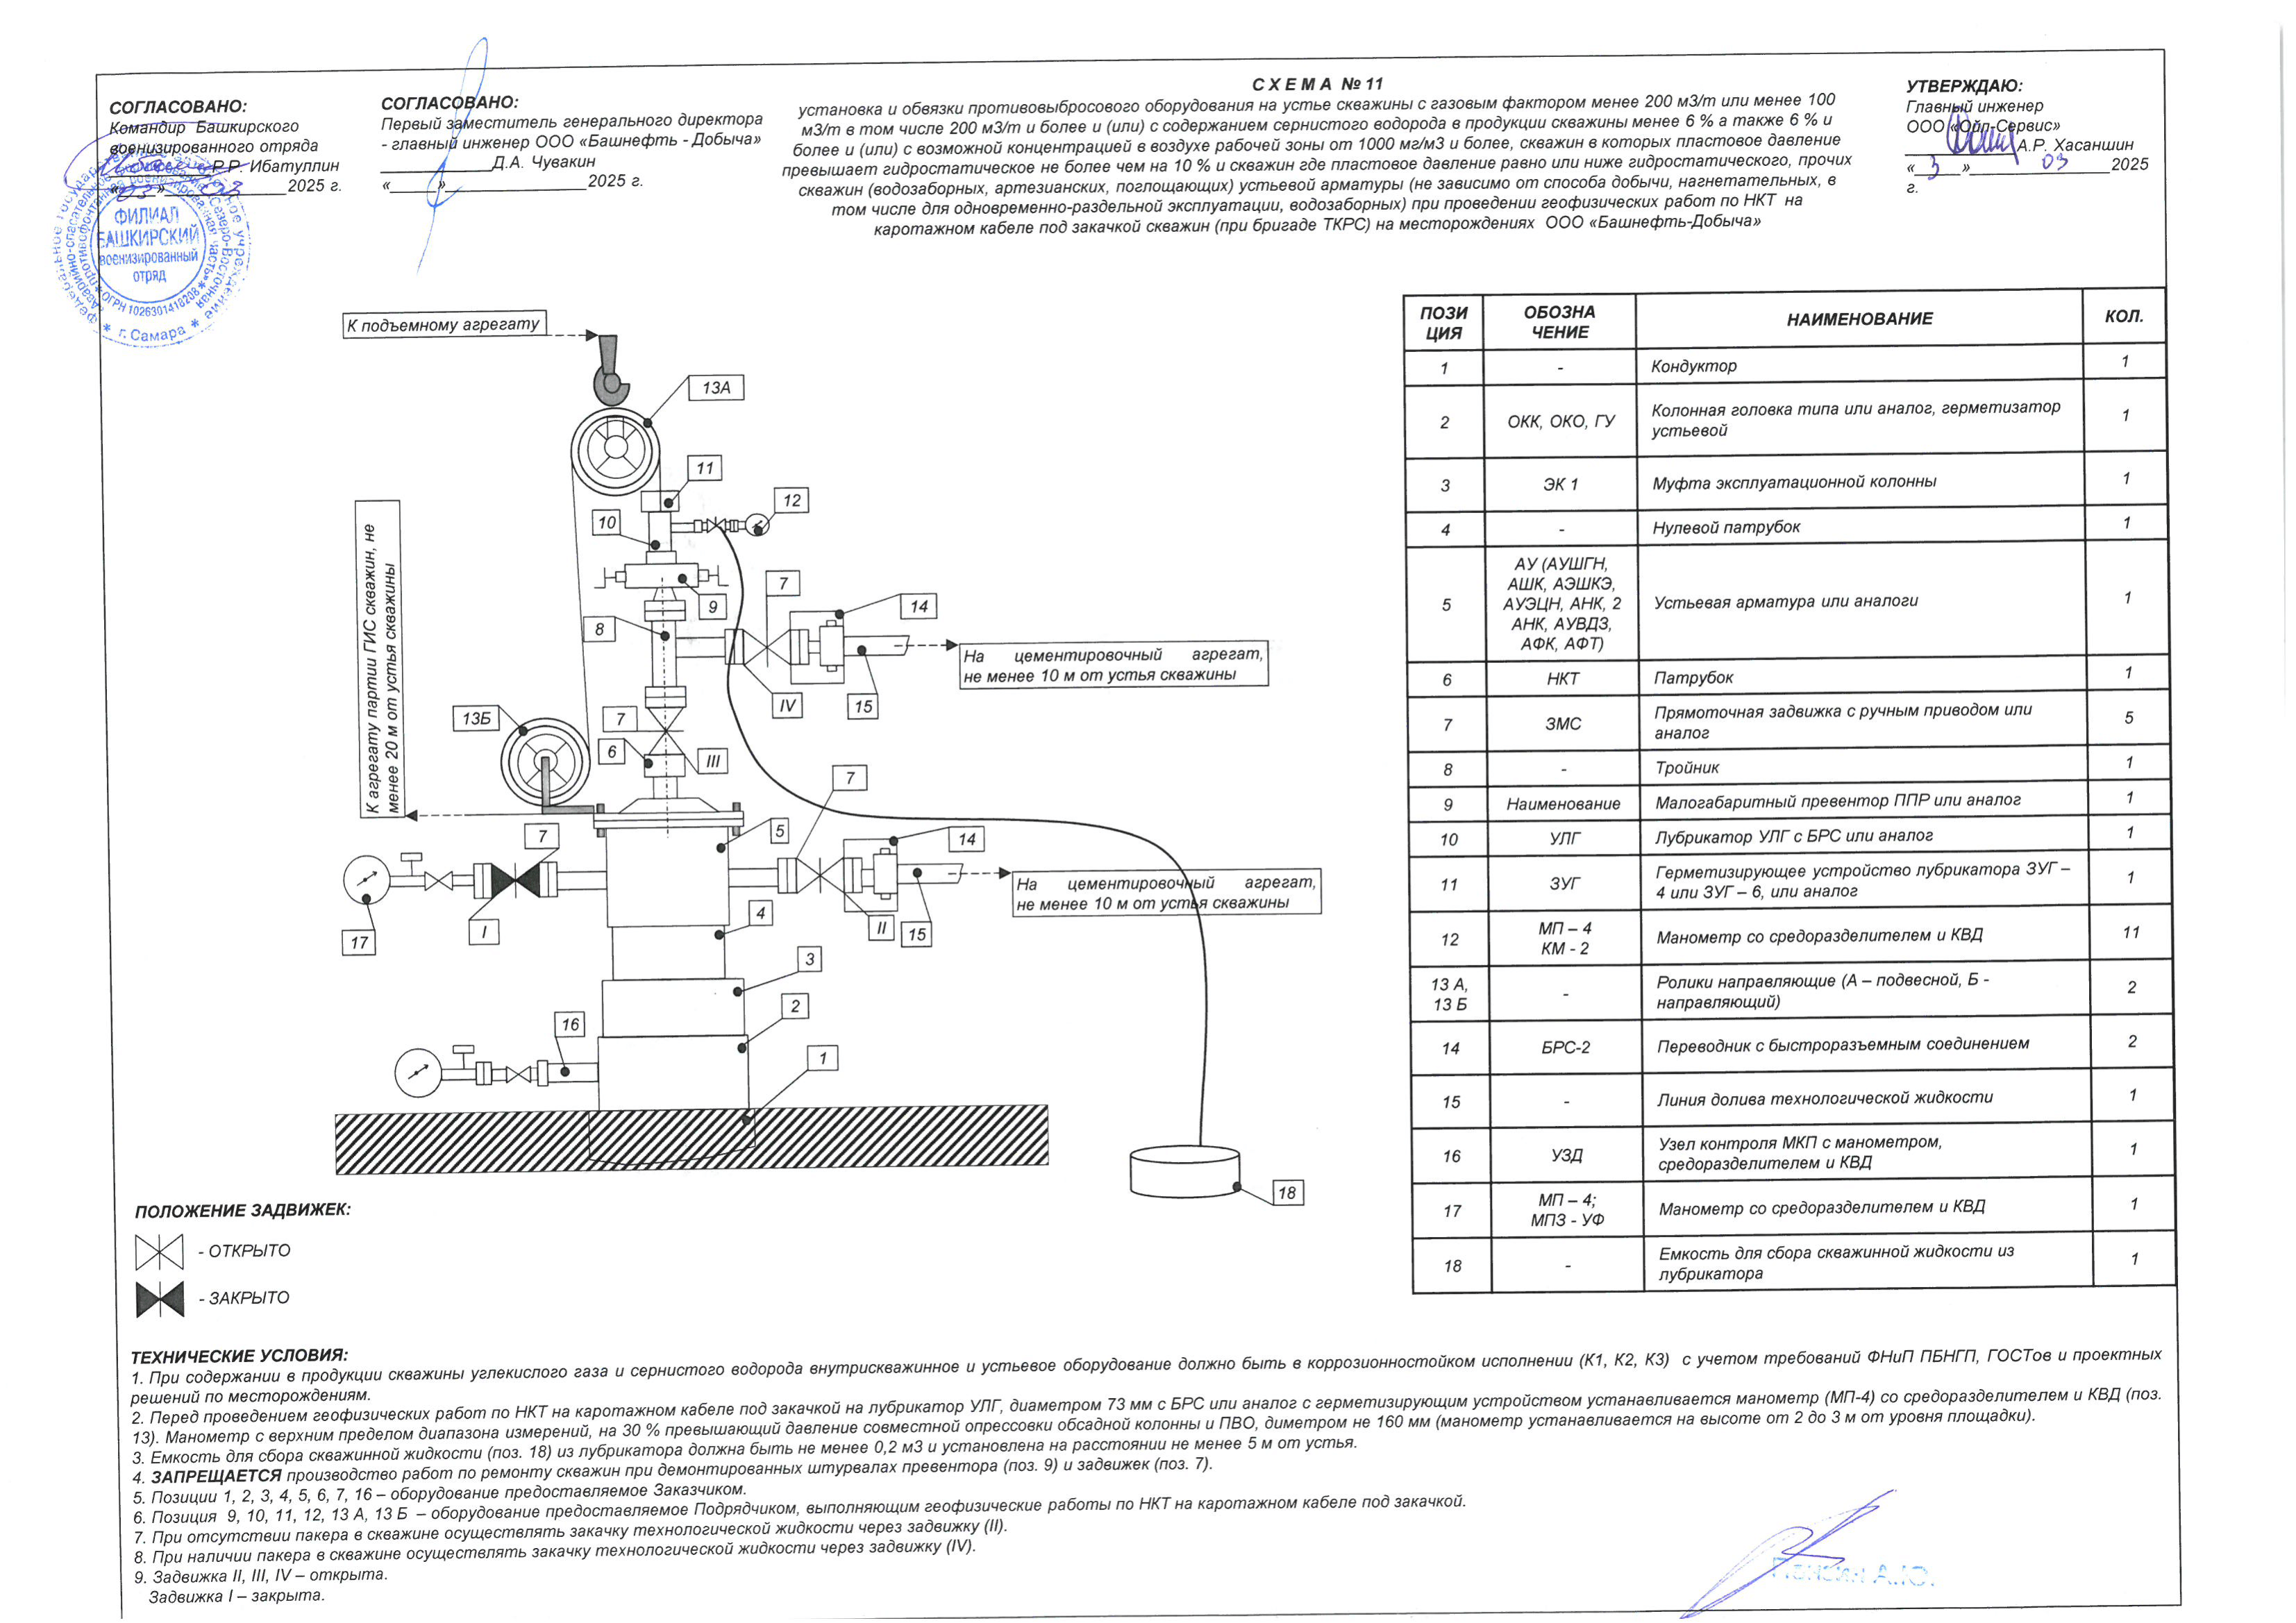 СОГЛАСОВАНО:
Командир Башкирского
военизированного отряда
Р.Р. Ибатуллин
« 03 » 03 2025 г.
СОГЛАСОВАНО:
Первый заместитель генерального директора
- главный инженер ООО «Башнефть - Добыча»
____________Д.А. Чувакин
«_____»_______________2025 г.
С Х Е М А № 11
установка и обвязки противовыбросового оборудования на устье скважины с газовым фактором менее 200 м3/т или менее 100
м3/т в том числе 200 м3/т и более и (или) с содержанием сернистого водорода в продукции скважины менее 6 % а также 6 % и
более и (или) с возможной концентрацией в воздухе рабочей зоны от 1000 мг/м3 и более, скважин в которых пластовое давление
превышает гидростатическое не более чем на 10 % и скважин где пластовое давление равно или ниже гидростатического, прочих
скважин (водозаборных, артезианских, поглощающих) устьевой арматуры (не зависимо от способа добычи, нагнетательных, в
том числе для одновременно-раздельной эксплуатации, водозаборных) при проведении геофизических работ по НКТ на
каротажном кабеле под закачкой скважин (при бригаде ТКРС) на месторождениях ООО «Башнефть-Добыча»
УТВЕРЖДАЮ:
Главный инженер
ООО «Ойл-Сервис»
____________А.Р. Хасаншин
« 3 » 03 2025
г.
ФИЛИАЛ
БАШКИРСКИЙ
военизированный
отряд
ОГРН 1026301418208
г. Самара
К подъемному агрегату
13А
11
12
10
7
9
14
8
На цементировочный агрегат,
не менее 10 м от устья скважины
IV
15
К агрегату партии ГИС скважин, не
менее 20 м от устья скважины
13Б
7
6
III
7
7
5
14
На цементировочный агрегат,
не менее 10 м от устья скважины
4
II
15
17
I
3
2
16
1
18
ПОЗИ
ЦИЯ
ОБОЗНА
ЧЕНИЕ
НАИМЕНОВАНИЕ
КОЛ.
1 - Кондуктор 1
2 ОКК, ОКО, ГУ Колонная головка типа или аналог, герметизатор
устьевой 1
3 ЭК 1 Муфта эксплуатационной колонны 1
4 - Нулевой патрубок 1
5 АУ (АУШГН,
АШК, АЭШКЭ,
АУЭЦН, АНК, 2
АНК, АУВДЗ,
АФК, АФТ)
Устьевая арматура или аналоги 1
6 НКТ Патрубок 1
7 ЗМС Прямоточная задвижка с ручным приводом или
аналог 5
8 - Тройник 1
9 Наименование Малогабаритный превентор ППР или аналог 1
10 УЛГ Лубрикатор УЛГ с БРС или аналог 1
11 ЗУГ Герметизирующее устройство лубрикатора ЗУГ –
4 или ЗУГ – 6, или аналог 1
12 МП – 4
КМ - 2
Манометр со средоразделителем и КВД 11
13 А,
13 Б
- Ролики направляющие (А – подвесной, Б -
направляющий) 2
14 БРС-2 Переводник с быстроразъемным соединением 2
15 - Линия долива технологической жидкости 1
16 УЗД Узел контроля МКП с манометром,
средоразделителем и КВД 1
17 МП – 4;
МПЗ - УФ
Манометр со средоразделителем и КВД 1
18 - Емкость для сбора скважинной жидкости из
лубрикатора 1
ПОЛОЖЕНИЕ ЗАДВИЖЕК:
- ОТКРЫТО
- ЗАКРЫТО
ТЕХНИЧЕСКИЕ УСЛОВИЯ:
1. При содержании в продукции скважины углекислого газа и сернистого водорода внутрискважинное и устьевое оборудование должно быть в коррозионностойком исполнении (К1, К2, К3) с учетом требований ФНиП ПБНГП, ГОСТов и проектных
решений по месторождениям.
2. Перед проведением геофизических работ по НКТ на каротажном кабеле под закачкой на лубрикатор УЛГ, диаметром 73 мм с БРС или аналог с герметизирующим устройством устанавливается манометр (МП-4) со средоразделителем и КВД (поз.
13). Манометр с верхним пределом диапазона измерений, на 30 % превышающий давление совместной опрессовки обсадной колонны и ПВО, диметром не 160 мм (манометр устанавливается на высоте от 2 до 3 м от уровня площадки).
3. Емкость для сбора скважинной жидкости (поз. 18) из лубрикатора должна быть не менее 0,2 м3 и установлена на расстоянии не менее 5 м от устья.
4. ЗАПРЕЩАЕТСЯ производство работ по ремонту скважин при демонтированных штурвалах превентора (поз. 9) и задвижек (поз. 7).
5. Позиции 1, 2, 3, 4, 5, 6, 7, 16 – оборудование предоставляемое Заказчиком.
6. Позиция 9, 10, 11, 12, 13 А, 13 Б – оборудование предоставляемое Подрядчиком, выполняющим геофизические работы по НКТ на каротажном кабеле под закачкой.
7. При отсутствии пакера в скважине осуществлять закачку технологической жидкости через задвижку (II).
8. При наличии пакера в скважине осуществлять закачку технологической жидкости через задвижку (IV).
9. Задвижка II, III, IV – открыта.
Задвижка I – закрыта.